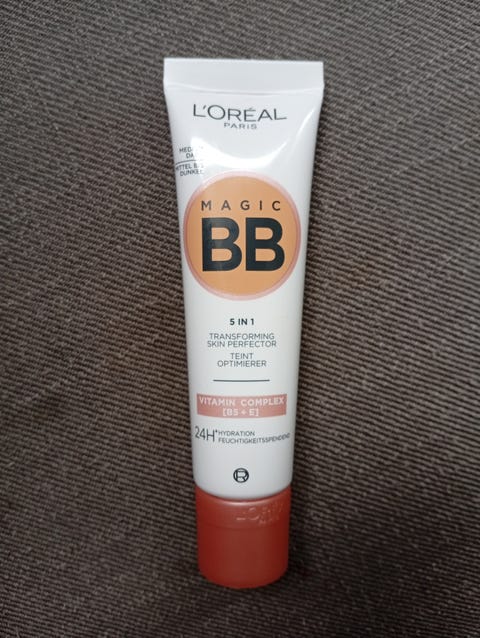 L'ORÉAL
PARIS
MAGIC
BB
5 IN 1
TRANSFORMING
SKIN PERFECTOR
TEINT
OPTIMIERER
VITAMIN COMPLEX
[B5 + E]
24H*HYDRATION
FEUCHTIGKEITSSPENDEND